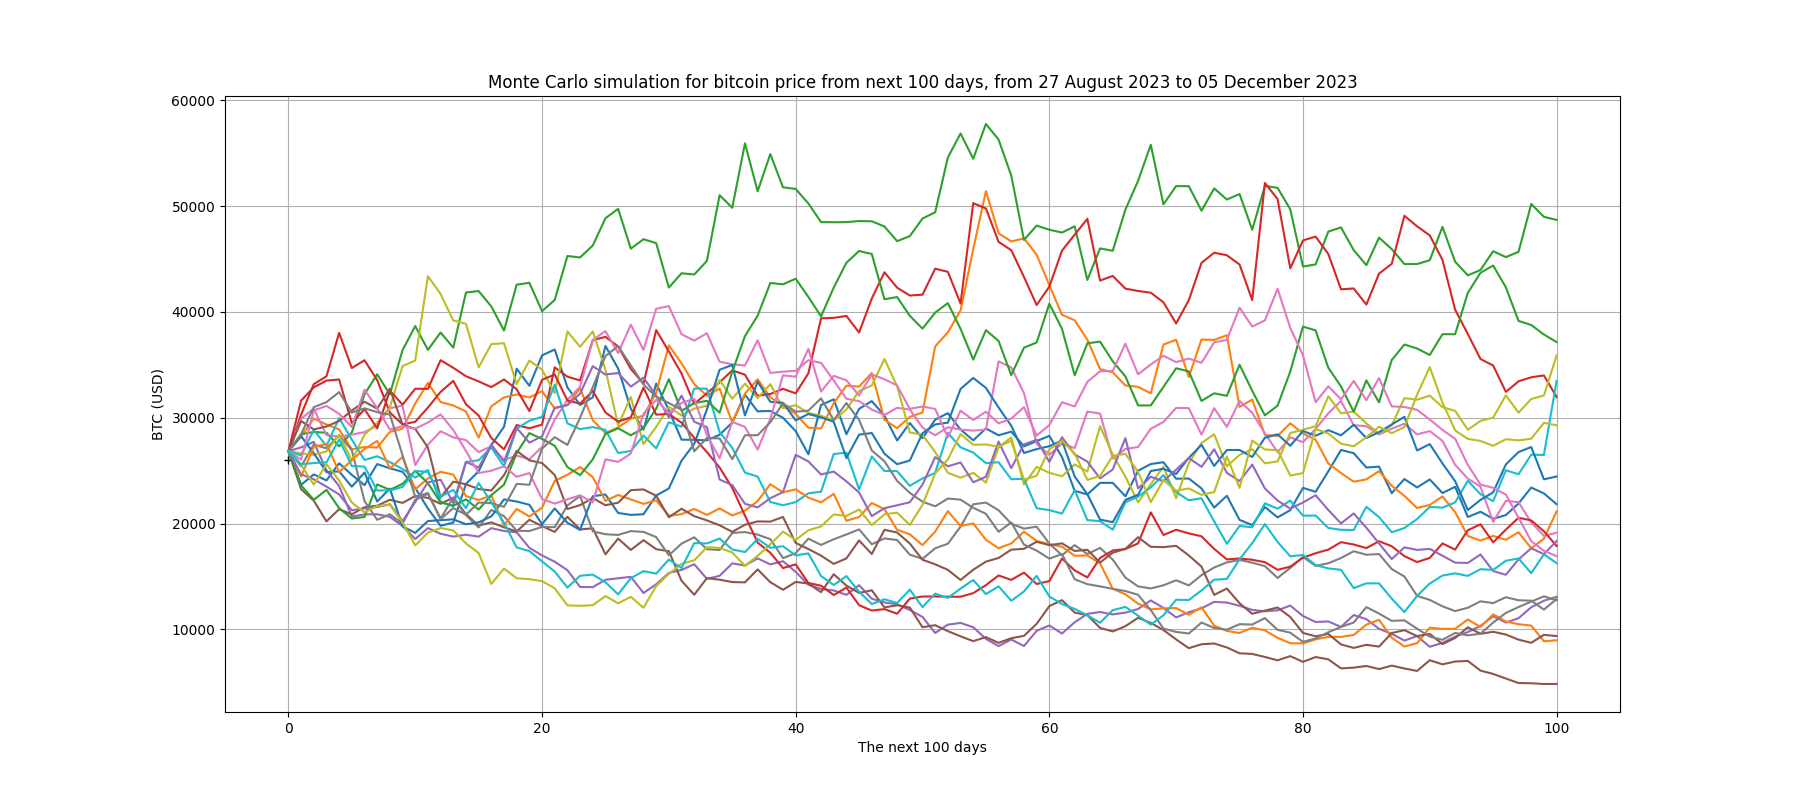 Monte Carlo simulation for bitcoin price from next 100 days, from 27 August 2023 to 05 December 2023
60000
50000
40000
30000
20000
10000
BTC (USD)
0 20 40 60 80 100
The next 100 days